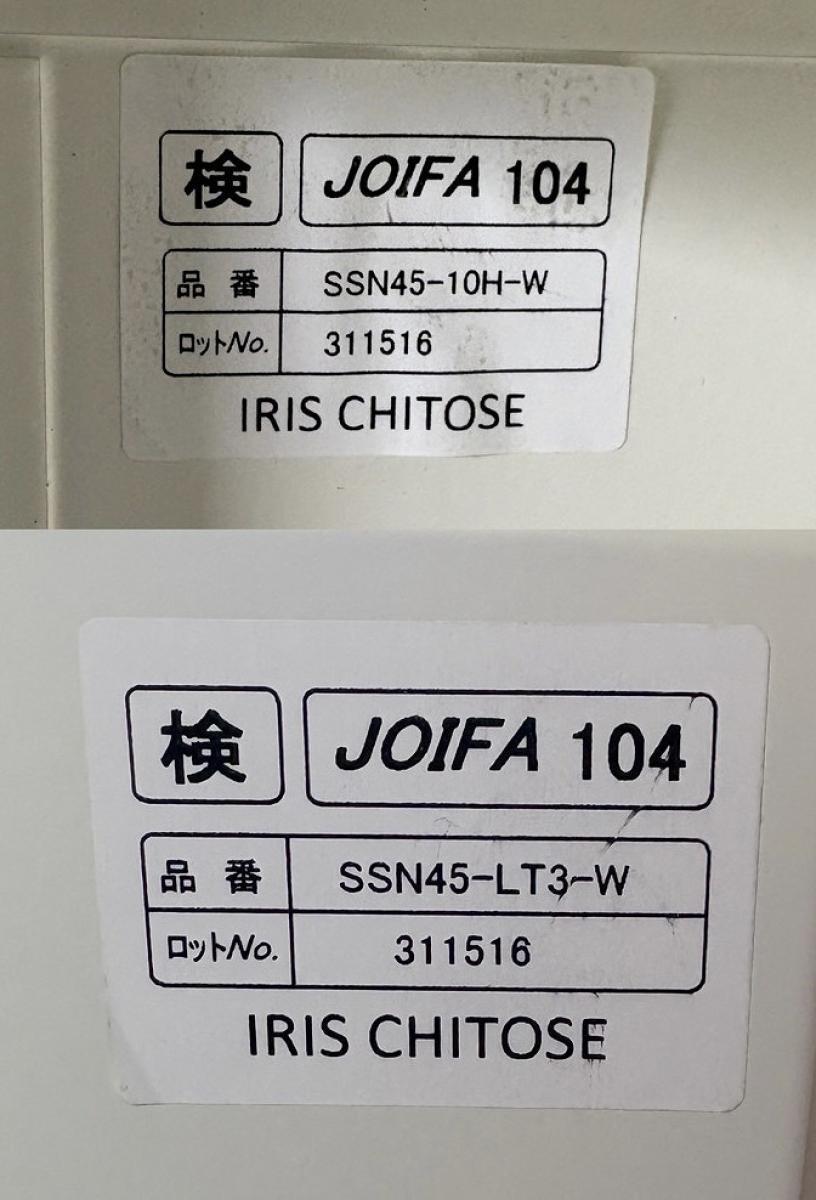 検 JOIFA 104
品番 SSN45-10H-W
ロットNo. 311516
IRIS CHITOSE
検 JOIFA 104
品番 SSN45-LT3-W
ロットNo. 311516
IRIS CHITOSE